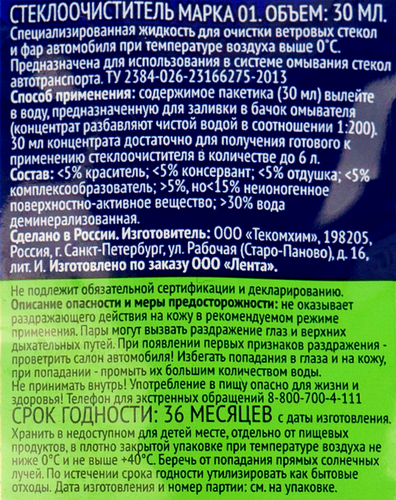 СТЕКЛООЧИСТИТЕЛЬ МАРКА 01. ОБЪЕМ: 30 МЛ.
Специализированная жидкость для очистки ветровых стекол
и фар автомобиля при температуре воздуха выше 0˚С.
Предназначена для использования в системе омывания стекол
автотранспорта. ТУ 2384-026-23166275-2013
Способ применения: содержимое пакетика (30 мл) вылейте
в воду, предназначенную для заливки в бачок омывателя
(концентрат разбавляют чистой водой в соотношении 1:200).
30 мл концентрата достаточно для получения готового к
применению стеклоочистителя в количестве до 6 л.
Состав: <5% краситель; <5% консервант; <5% отдушка; <5%
комплексообразователь; >5%, но<15% неионогенное
поверхностно-активное вещество; >30% вода
деминерализованная.
Сделано в России. Изготовитель: ООО «Текомхим», 198205,
Россия, г. Санкт-Петербург, ул. Рабочая (Старо-Паново), д. 16,
лит. И. Изготовлено по заказу ООО «Лента».
Не подлежит обязательной сертификации и декларированию.
Описание опасности и меры предосторожности: не оказывает
раздражающего действия на кожу в рекомендуемом режиме
применения. Пары могут вызвать раздражение глаз и верхних
дыхательных путей. При появлении первых признаков раздражения -
проветрить салон автомобиля! Избегать попадания в глаза и на кожу,
при попадании - промыть их большим количеством воды.
Не принимать внутрь! Употребление в пищу опасно для жизни и
здоровья! Телефон для экстренных обращений 8-800-700-4-111
СРОК ГОДНОСТИ: 36 МЕСЯЦЕВ с даты изготовления.
Хранить в недоступном для детей месте, отдельно от пищевых
продуктов, в плотно закрытой упаковке при температуре воздуха не
ниже 0°С и не выше +40°С. Беречь от попадания прямых солнечных
лучей. По истечении срока годности утилизировать как бытовые
отходы. Дата изготовления и номер партии: см. на упаковке.